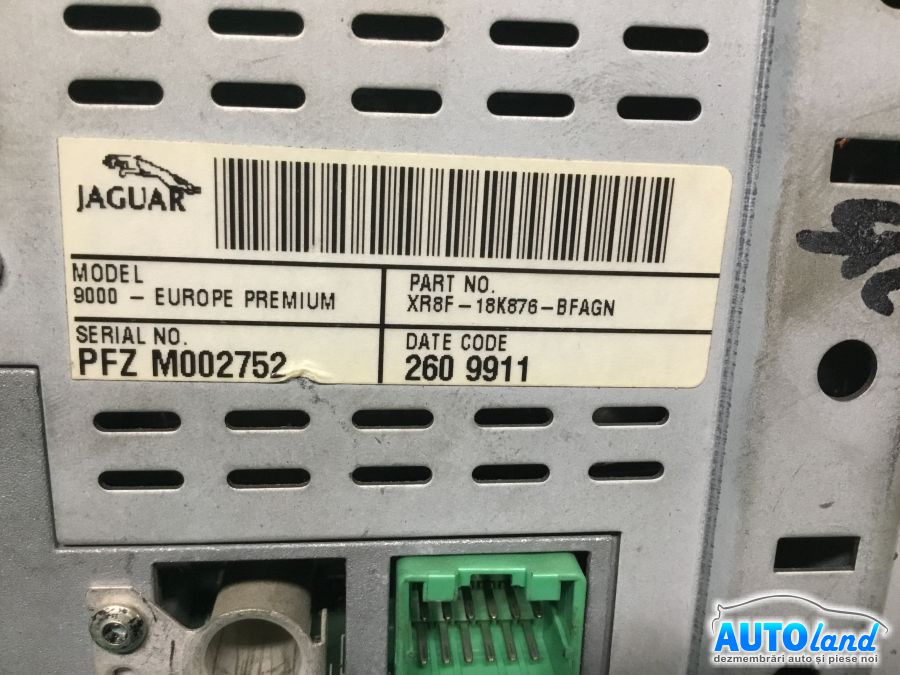 JAGUAR
MODEL
9000 - EUROPE PREMIUM
PART NO.
XR8F-18K876-BFAGN
SERIAL NO.
PFZ M002752
DATE CODE
260 9911
AUTOland
dezmembrări auto și piese noi